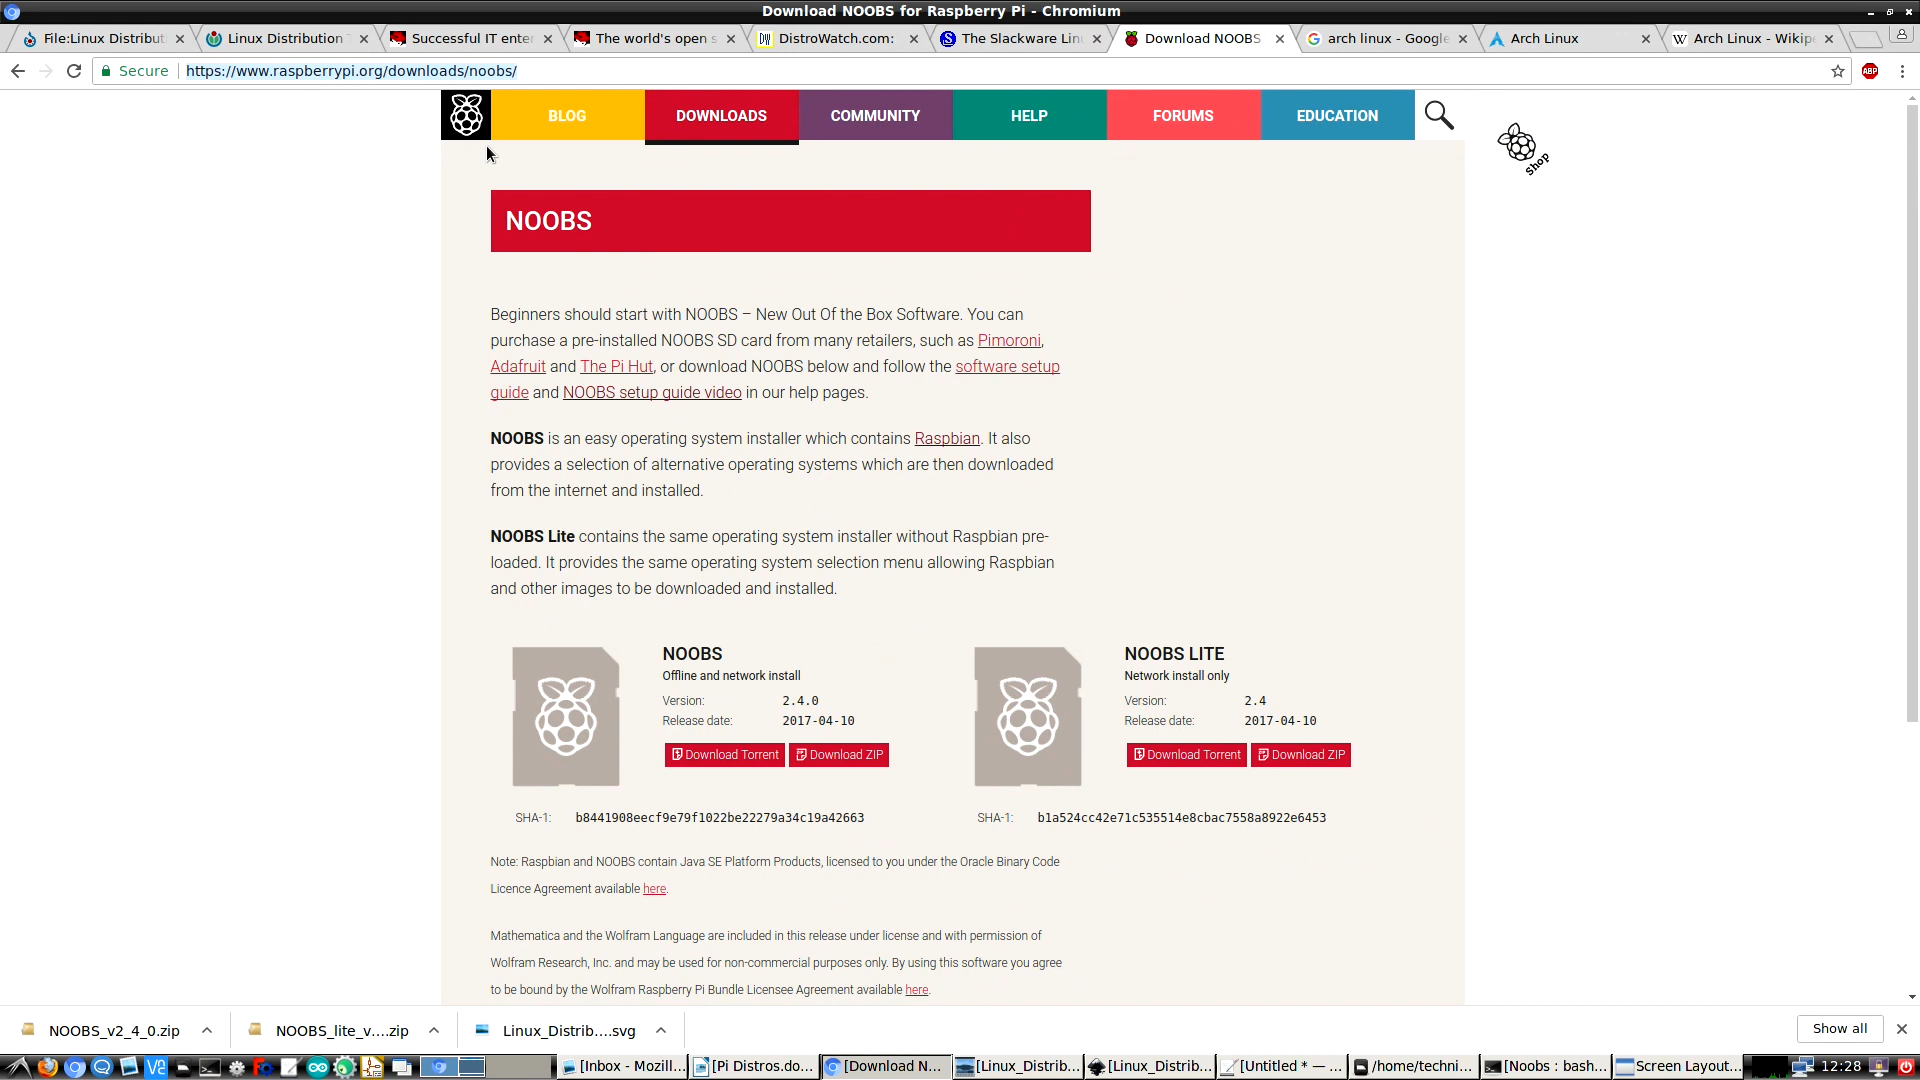 Download NOOBS for Raspberry Pi - Chromium
File:Linux Distribut
Linux Distribution
Successful IT enter
The world's open s
DistroWatch.com:
The Slackware Lin
Download NOOBS
arch linux - Google
Arch Linux
Arch Linux - Wikipe
Secure
https://www.raspberrypi.org/downloads/noobs/
ABP
BLOG
DOWNLOADS
COMMUNITY
HELP
FORUMS
EDUCATION
Shop
NOOBS
Beginners should start with NOOBS – New Out Of the Box Software. You can
purchase a pre-installed NOOBS SD card from many retailers, such as Pimoroni,
Adafruit and The Pi Hut, or download NOOBS below and follow the software setup
guide and NOOBS setup guide video in our help pages.
NOOBS is an easy operating system installer which contains Raspbian. It also
provides a selection of alternative operating systems which are then downloaded
from the internet and installed.
NOOBS Lite contains the same operating system installer without Raspbian pre-
loaded. It provides the same operating system selection menu allowing Raspbian
and other images to be downloaded and installed.
NOOBS
Offline and network install
Version: 2.4.0
Release date: 2017-04-10
Download Torrent
Download ZIP
SHA-1: b8441908eecf9e79f1022be22279a34c19a42663
NOOBS LITE
Network install only
Version: 2.4
Release date: 2017-04-10
Download Torrent
Download ZIP
SHA-1: b1a524cc42e71c535514e8cbac7558a8922e6453
Note: Raspbian and NOOBS contain Java SE Platform Products, licensed to you under the Oracle Binary Code
Licence Agreement available here.
Mathematica and the Wolfram Language are included in this release under license and with permission of
Wolfram Research, Inc. and may be used for non-commercial purposes only. By using this software you agree
to be bound by the Wolfram Raspberry Pi Bundle Licensee Agreement available here.
NOOBS_v2_4_0.zip
NOOBS_lite_v....zip
Linux_Distrib....svg
Show all
[Inbox - Mozill...
[Pi Distros.do...
[Download N...
[Linux_Distrib...
[Linux_Distrib...
[Untitled * — ...
/home/techni...
[Noobs : bash...
Screen Layout...
12:28